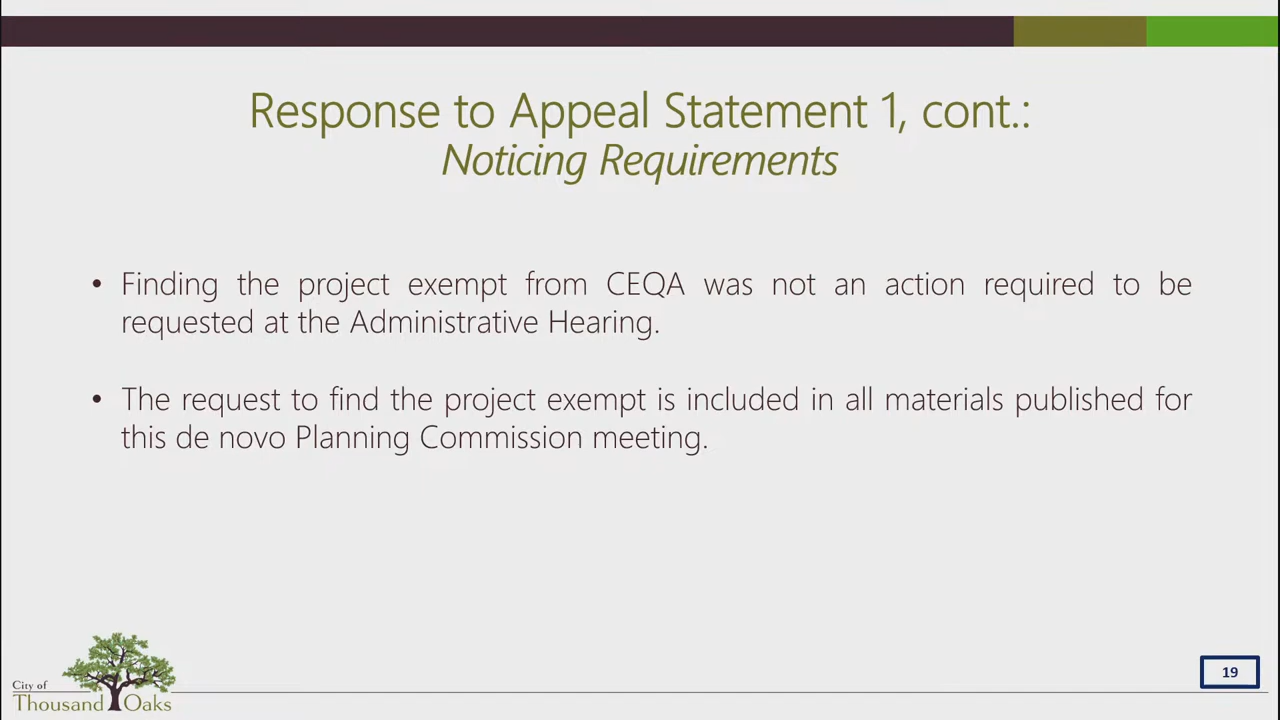 Response to Appeal Statement 1, cont.:
Noticing Requirements
• Finding the project exempt from CEQA was not an action required to be
requested at the Administrative Hearing.
• The request to find the project exempt is included in all materials published for
this de novo Planning Commission meeting.
City of
Thousand Oaks
19